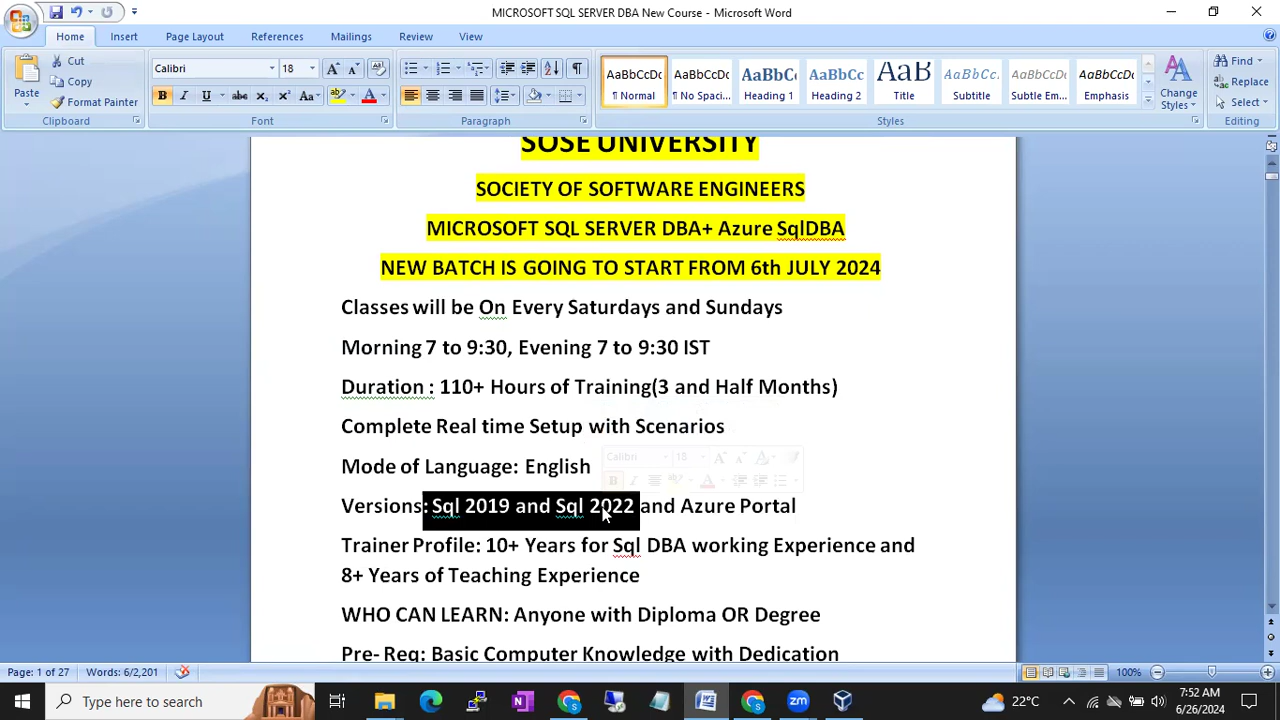 MICROSOFT SQL SERVER DBA New Course - Microsoft Word
Home Insert Page Layout References Mailings Review View
Paste
Cut
Copy
Format Painter
Clipboard
Calibri 18
Font
Paragraph
AaBbCcDc AaBbCcDc AaBbCc AaBbCc AaB AaBbCcDc AaBbCcDc AaBbCcDc
¶ Normal ¶ No Spaci... Heading 1 Heading 2 Title Subtitle Subtle Em... Emphasis
Change Styles
Styles
Find
Replace
Select
Editing
SOSE UNIVERSITY
SOCIETY OF SOFTWARE ENGINEERS
MICROSOFT SQL SERVER DBA+ Azure SqlDBA
NEW BATCH IS GOING TO START FROM 6th JULY 2024
Classes will be On Every Saturdays and Sundays
Morning 7 to 9:30, Evening 7 to 9:30 IST
Duration : 110+ Hours of Training(3 and Half Months)
Complete Real time Setup with Scenarios
Mode of Language: English
Calibri 18
Versions: Sql 2019 and Sql 2022 and Azure Portal
Trainer Profile: 10+ Years for Sql DBA working Experience and
8+ Years of Teaching Experience
WHO CAN LEARN: Anyone with Diploma OR Degree
Pre- Req: Basic Computer Knowledge with Dedication
Page: 1 of 27 Words: 6/2,201 100%
Type here to search 22°C 7:52 AM
6/26/2024